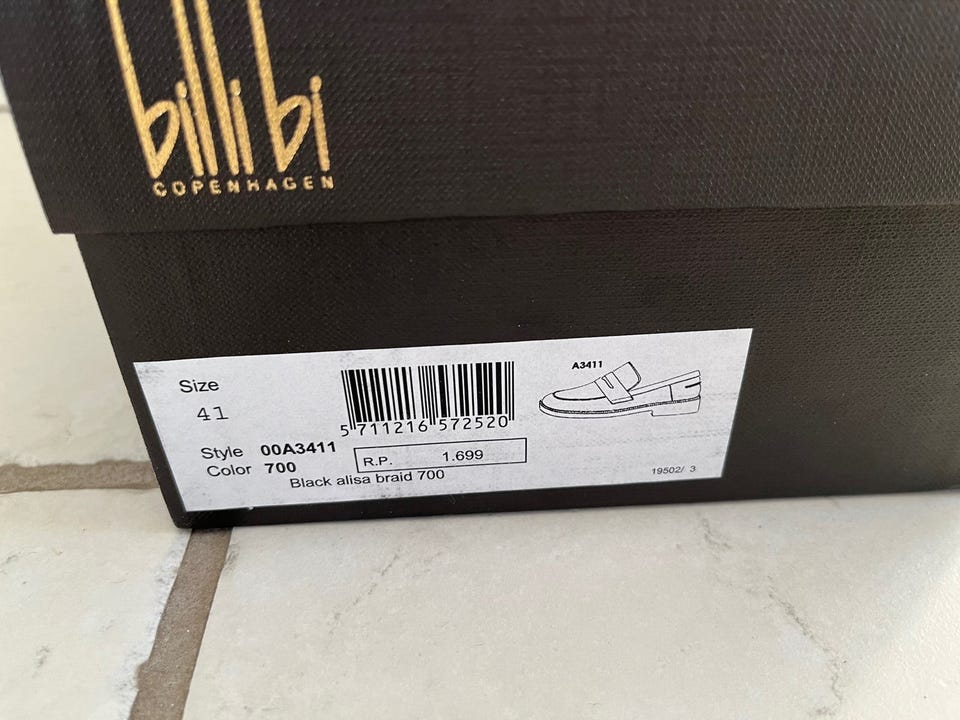 billi bi
COPENHAGEN
Size
41
A3411
5 711216 572520
Style 00A3411
Color 700
R.P. 1.699
Black alisa braid 700
19502/ 3